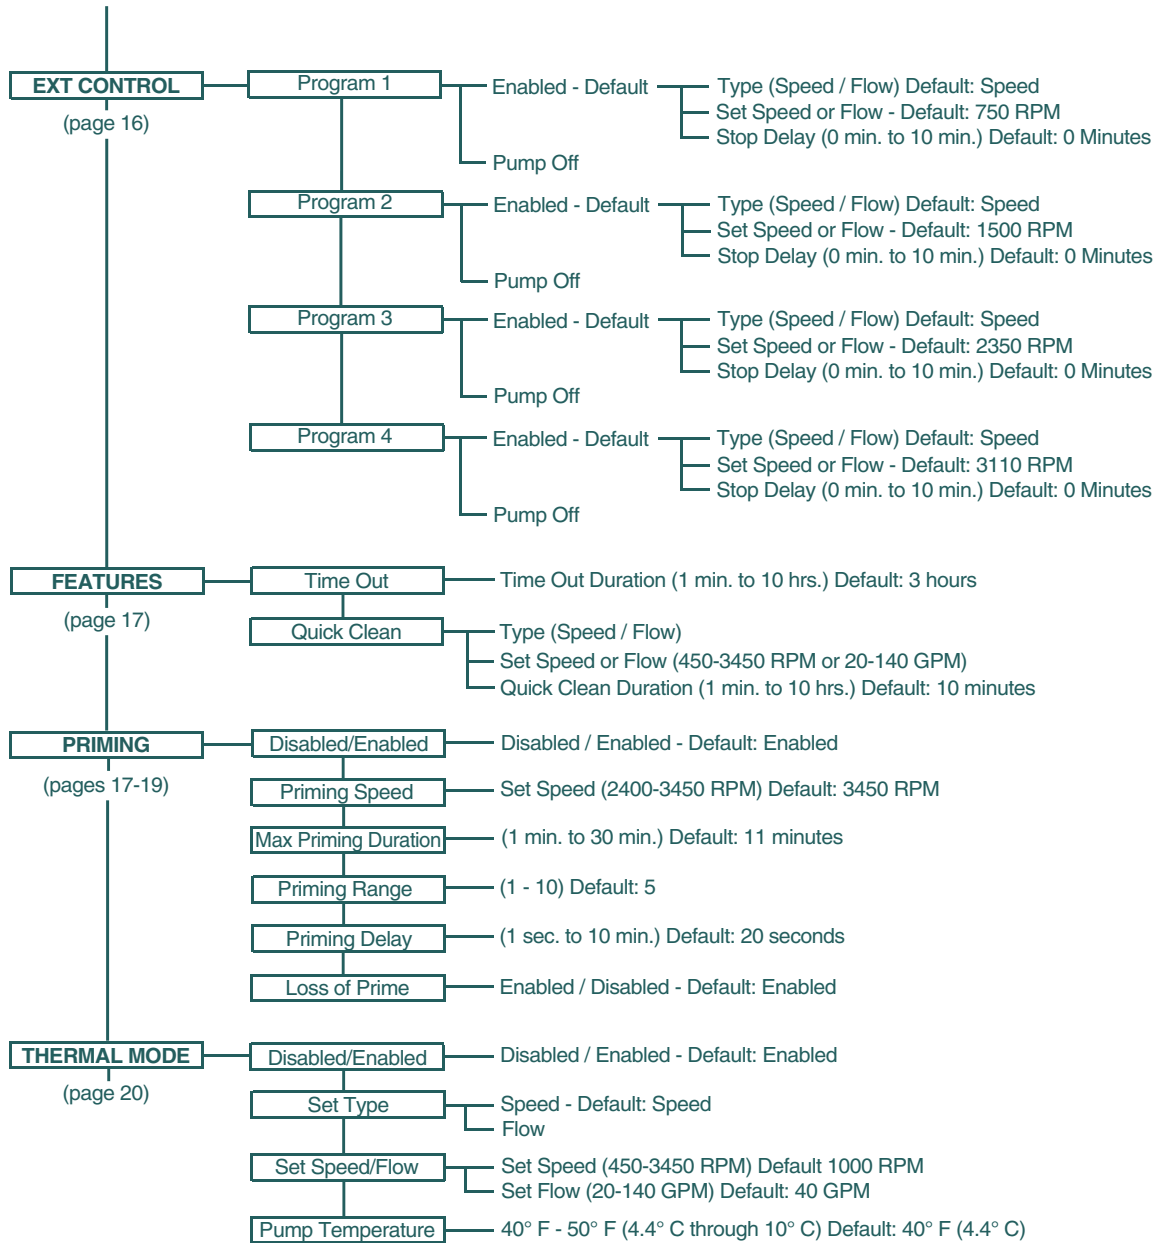 EXT CONTROL
(page 16)
Program 1
Enabled - Default
Type (Speed / Flow) Default: Speed
Set Speed or Flow - Default: 750 RPM
Stop Delay (0 min. to 10 min.) Default: 0 Minutes
Pump Off
Program 2
Enabled - Default
Type (Speed / Flow) Default: Speed
Set Speed or Flow - Default: 1500 RPM
Stop Delay (0 min. to 10 min.) Default: 0 Minutes
Pump Off
Program 3
Enabled - Default
Type (Speed / Flow) Default: Speed
Set Speed or Flow - Default: 2350 RPM
Stop Delay (0 min. to 10 min.) Default: 0 Minutes
Pump Off
Program 4
Enabled - Default
Type (Speed / Flow) Default: Speed
Set Speed or Flow - Default: 3110 RPM
Stop Delay (0 min. to 10 min.) Default: 0 Minutes
Pump Off
FEATURES
(page 17)
Time Out
Time Out Duration (1 min. to 10 hrs.) Default: 3 hours
Quick Clean
Type (Speed / Flow)
Set Speed or Flow (450-3450 RPM or 20-140 GPM)
Quick Clean Duration (1 min. to 10 hrs.) Default: 10 minutes
PRIMING
(pages 17-19)
Disabled/Enabled
Disabled / Enabled - Default: Enabled
Priming Speed
Set Speed (2400-3450 RPM) Default: 3450 RPM
Max Priming Duration
(1 min. to 30 min.) Default: 11 minutes
Priming Range
(1 - 10) Default: 5
Priming Delay
(1 sec. to 10 min.) Default: 20 seconds
Loss of Prime
Enabled / Disabled - Default: Enabled
THERMAL MODE
(page 20)
Disabled/Enabled
Disabled / Enabled - Default: Enabled
Set Type
Speed - Default: Speed
Flow
Set Speed/Flow
Set Speed (450-3450 RPM) Default 1000 RPM
Set Flow (20-140 GPM) Default: 40 GPM
Pump Temperature
40° F - 50° F (4.4° C through 10° C) Default: 40° F (4.4° C)